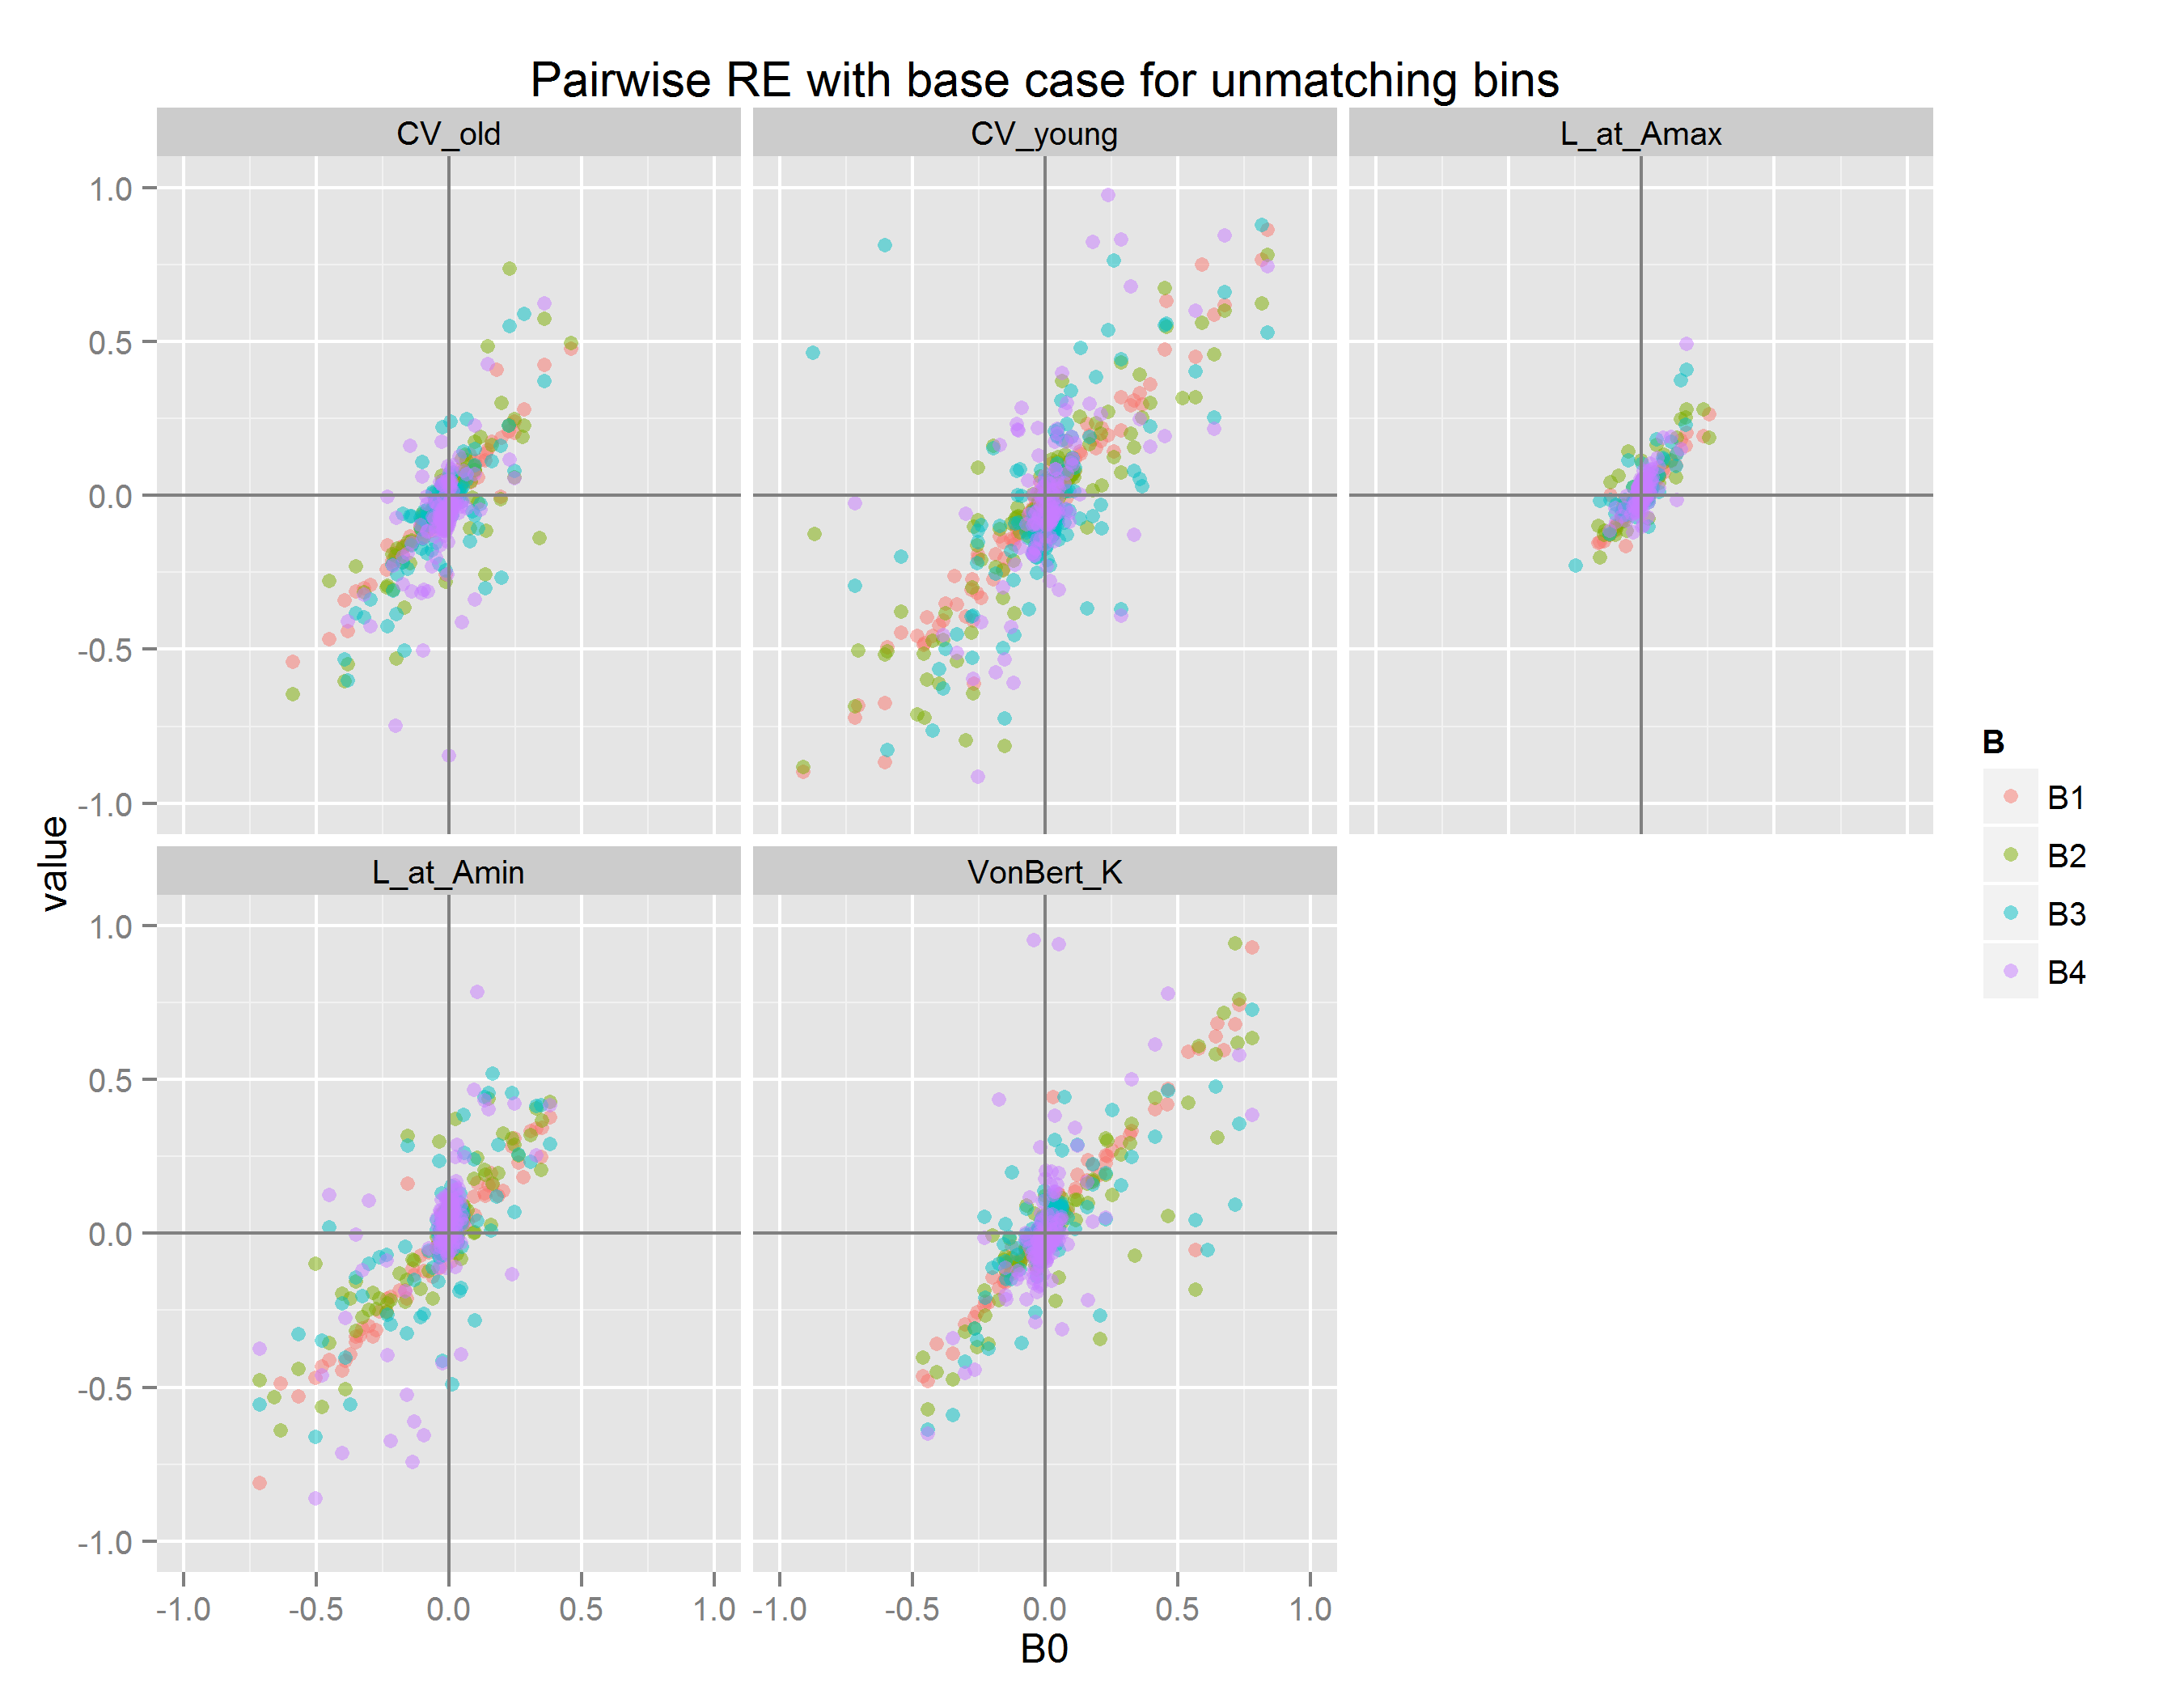 Pairwise RE with base case for unmatching bins
CV_old
CV_young
L_at_Amax
1.0
0.5
0.0
-0.5
-1.0
value
L_at_Amin
VonBert_K
1.0
0.5
0.0
-0.5
-1.0
-1.0 -0.5 0.0 0.5 1.0
-1.0 -0.5 0.0 0.5 1.0
B0
B
B1
B2
B3
B4